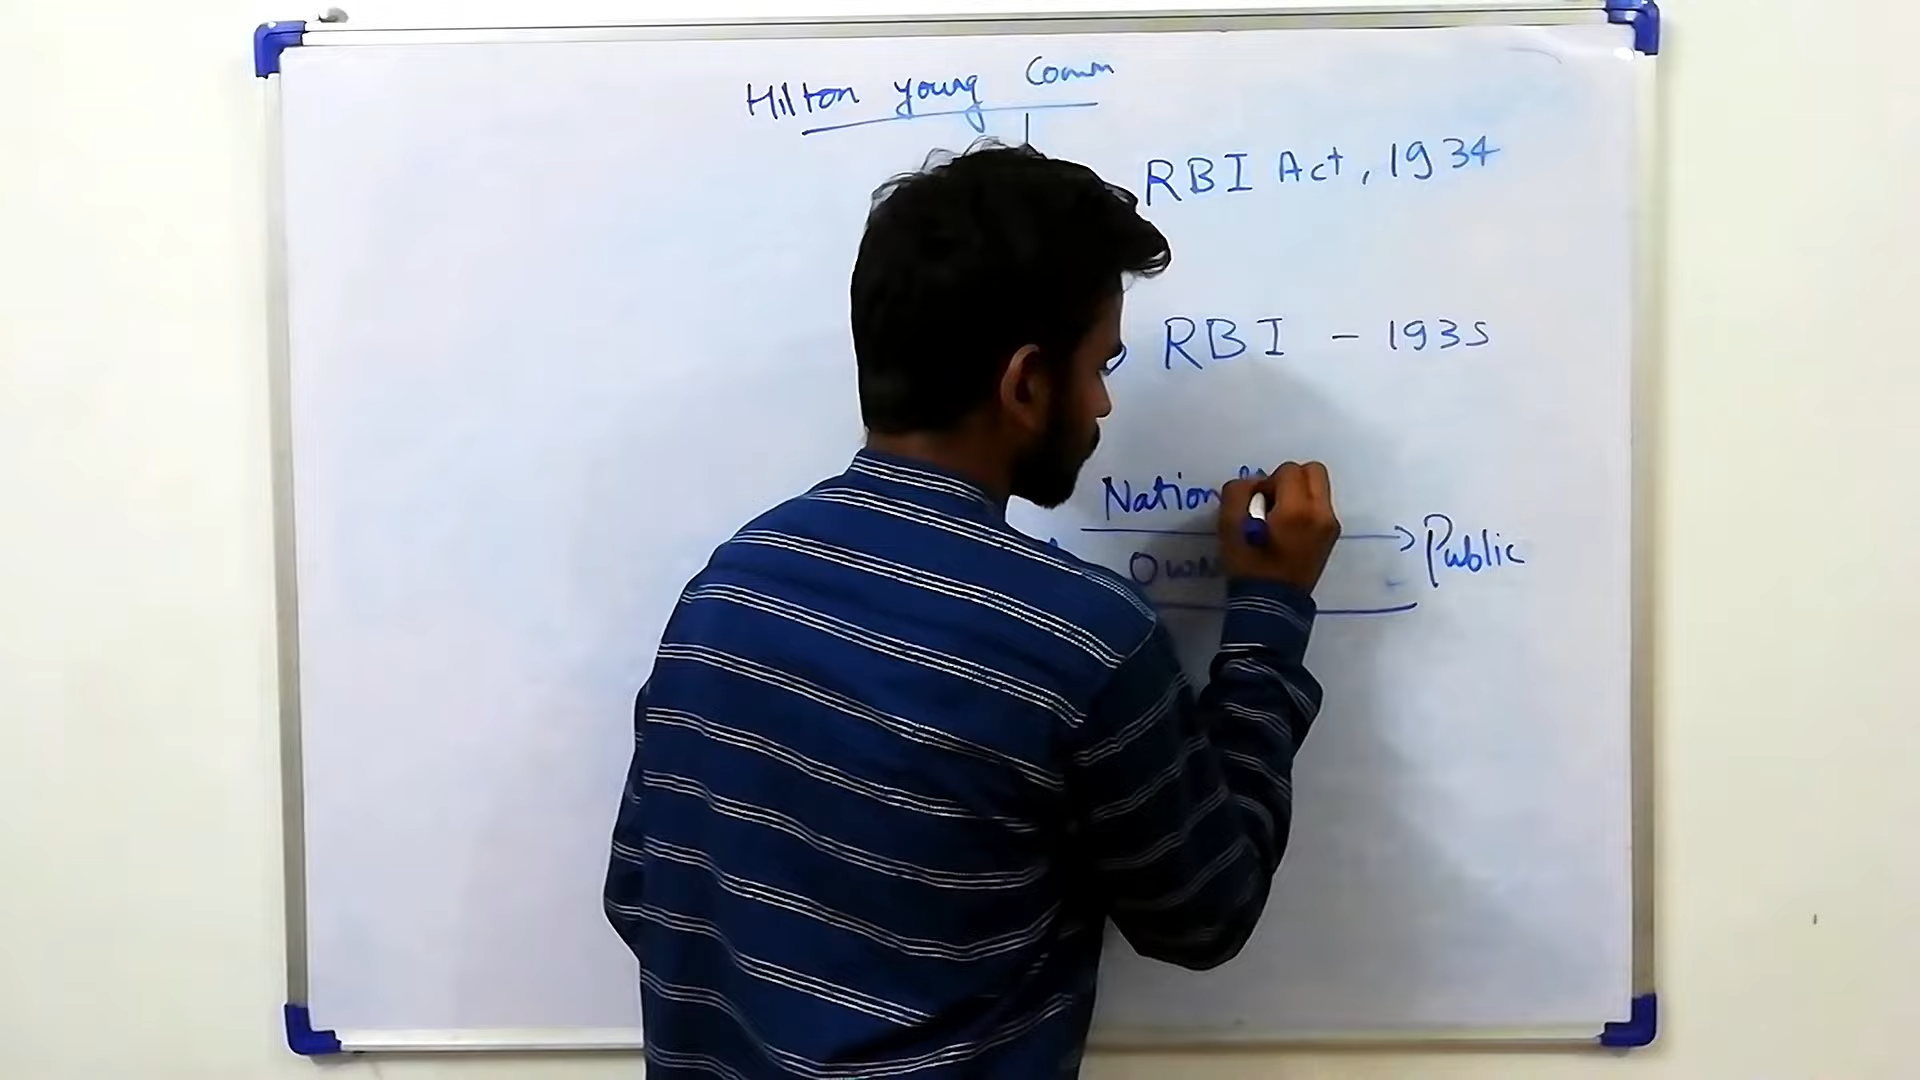 Hilton young Comm
RBI Act, 1934
RBI - 1935
Public